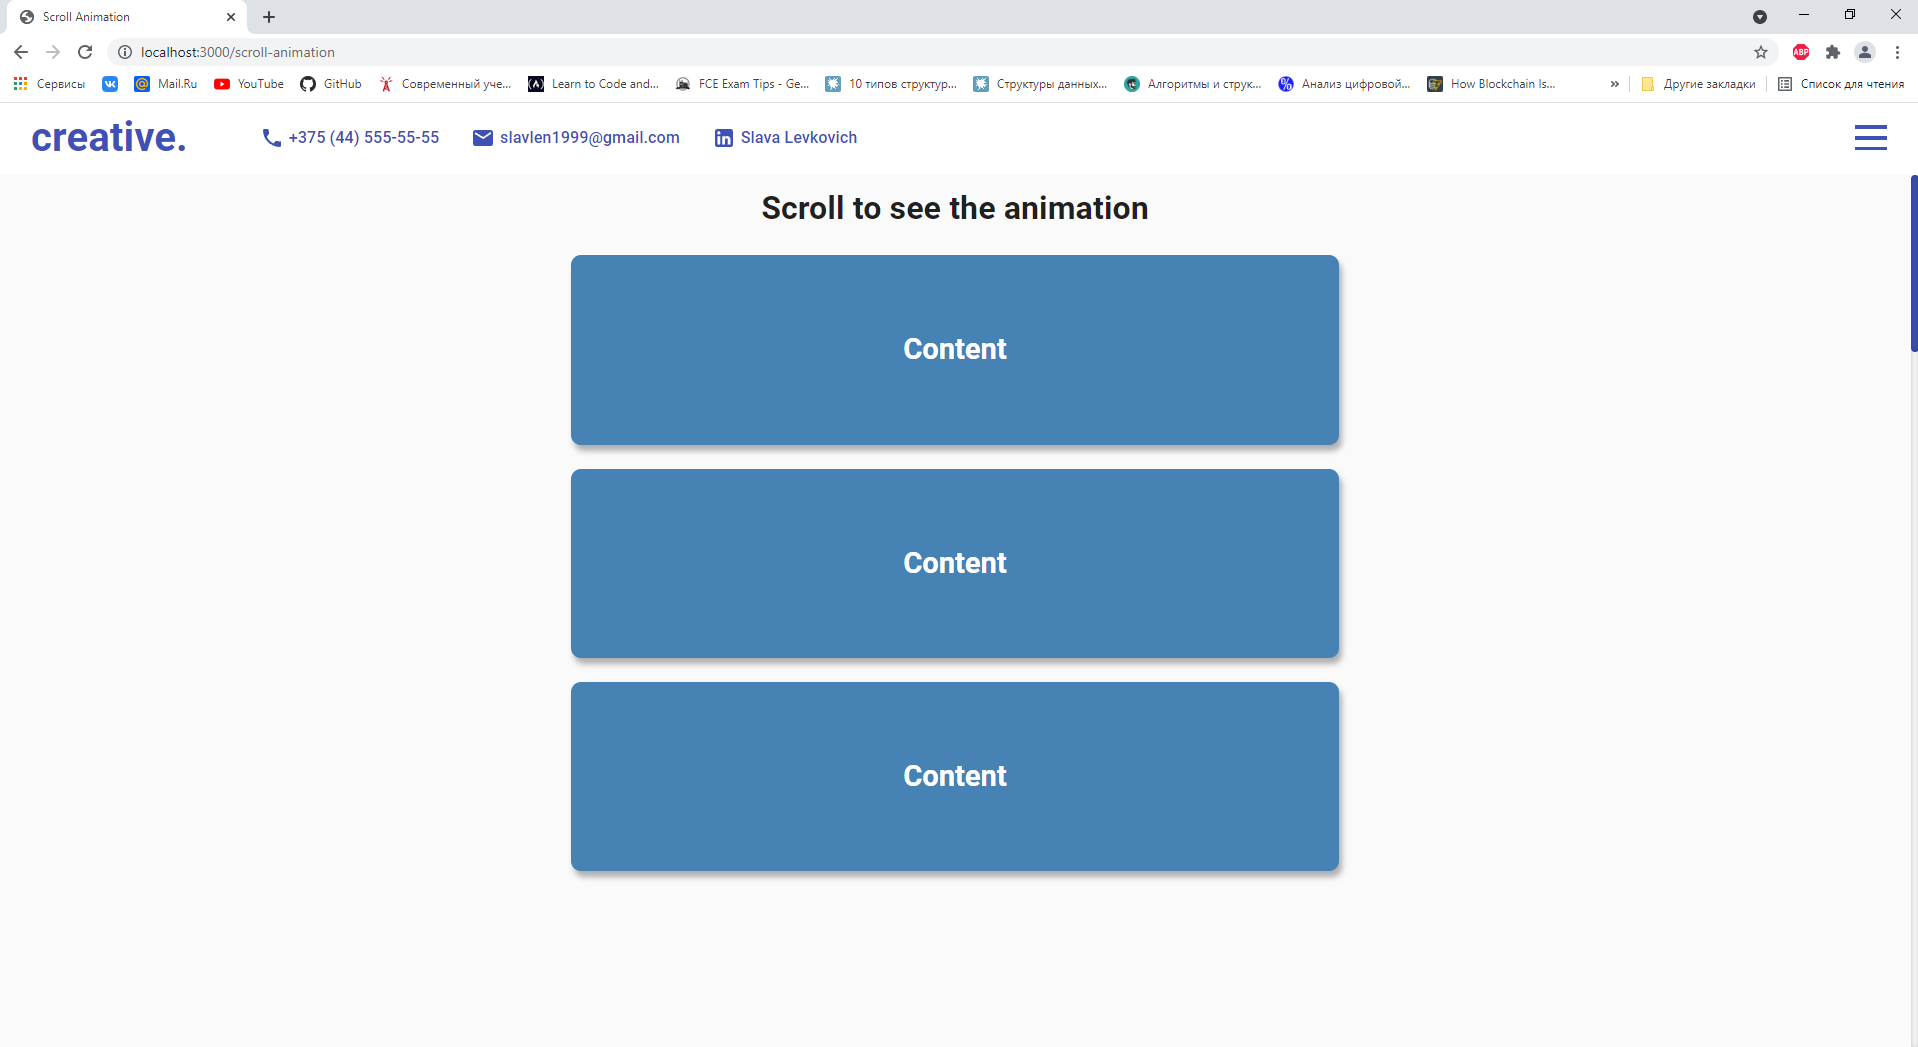 Scroll Animation
localhost:3000/scroll-animation
Сервисы Mail.Ru YouTube GitHub Современный уче... Learn to Code and... FCE Exam Tips - Ge... 10 типов структур... Структуры данных... Алгоритмы и струк... Анализ цифровой... How Blockchain Is... » Другие закладки Список для чтения
creative. +375 (44) 555-55-55 slavlen1999@gmail.com Slava Levkovich
Scroll to see the animation
Content
Content
Content